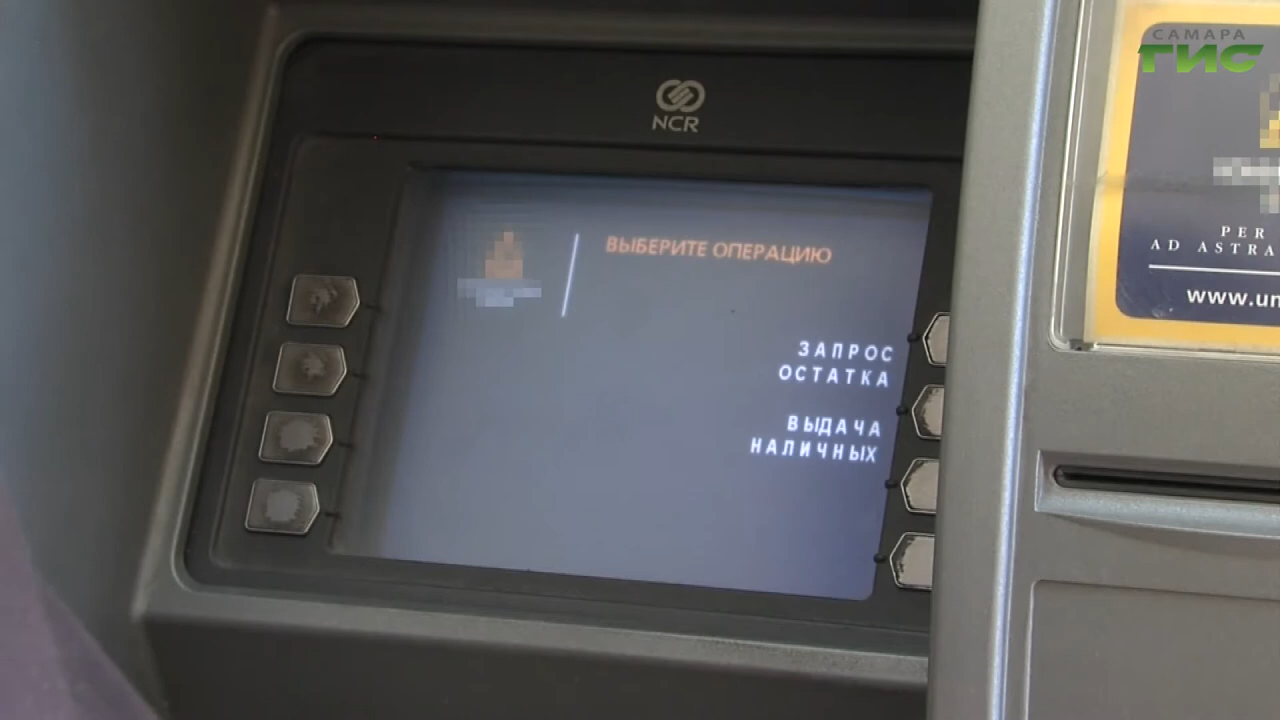 САМАРА
ГИС
NCR
ВЫБЕРИТЕ ОПЕРАЦИЮ
ЗАПРОС
ОСТАТКА
ВЫДАЧА
НАЛИЧНЫХ
PER
AD ASTRA
www.un